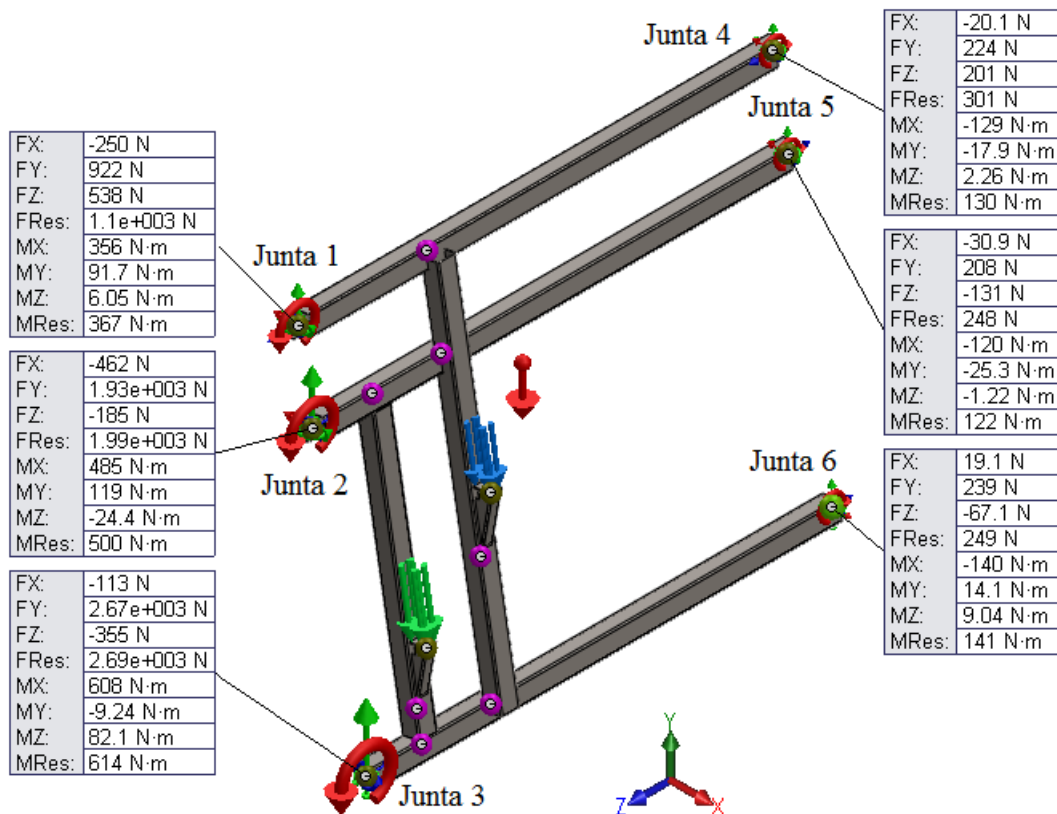 Junta 4
FX: -20.1 N
FY: 224 N
FZ: 201 N
FRes: 301 N
MX: -129 N·m
MY: -17.9 N·m
MZ: 2.26 N·m
MRes: 130 N·m
Junta 5
FX: -250 N
FY: 922 N
FZ: 538 N
FRes: 1.1e+003 N
MX: 356 N·m
MY: 91.7 N·m
MZ: 6.05 N·m
MRes: 367 N·m
Junta 1
FX: -30.9 N
FY: 208 N
FZ: -131 N
FRes: 248 N
MX: -120 N·m
MY: -25.3 N·m
MZ: -1.22 N·m
MRes: 122 N·m
FX: -462 N
FY: 1.93e+003 N
FZ: -185 N
FRes: 1.99e+003 N
MX: 485 N·m
MY: 119 N·m
MZ: -24.4 N·m
MRes: 500 N·m
Junta 2
Junta 6
FX: 19.1 N
FY: 239 N
FZ: -67.1 N
FRes: 249 N
MX: -140 N·m
MY: 14.1 N·m
MZ: 9.04 N·m
MRes: 141 N·m
FX: -113 N
FY: 2.67e+003 N
FZ: -355 N
FRes: 2.69e+003 N
MX: 608 N·m
MY: -9.24 N·m
MZ: 82.1 N·m
MRes: 614 N·m
Junta 3
Y
Z
X